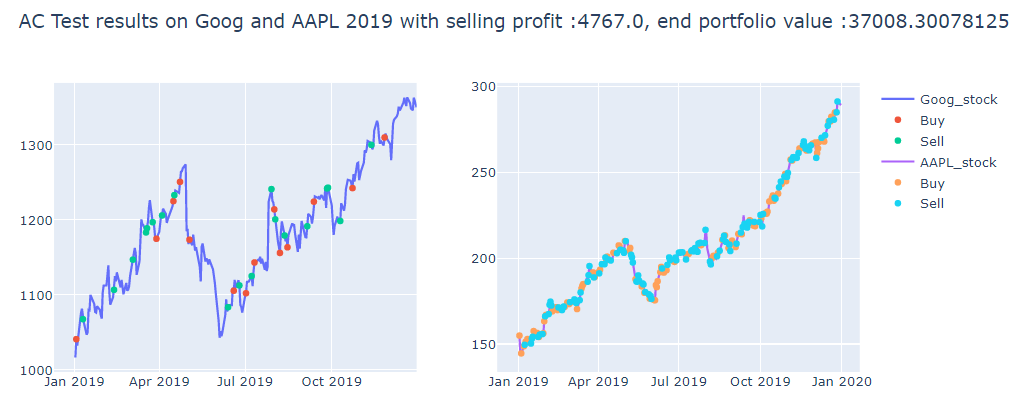 AC Test results on Goog and AAPL 2019 with selling profit :4767.0, end portfolio value :37008.30078125
1300
1200
1100
1000
Jan 2019 Apr 2019 Jul 2019 Oct 2019
300
250
200
150
Jan 2019 Apr 2019 Jul 2019 Oct 2019 Jan 2020
Goog_stock
Buy
Sell
AAPL_stock
Buy
Sell